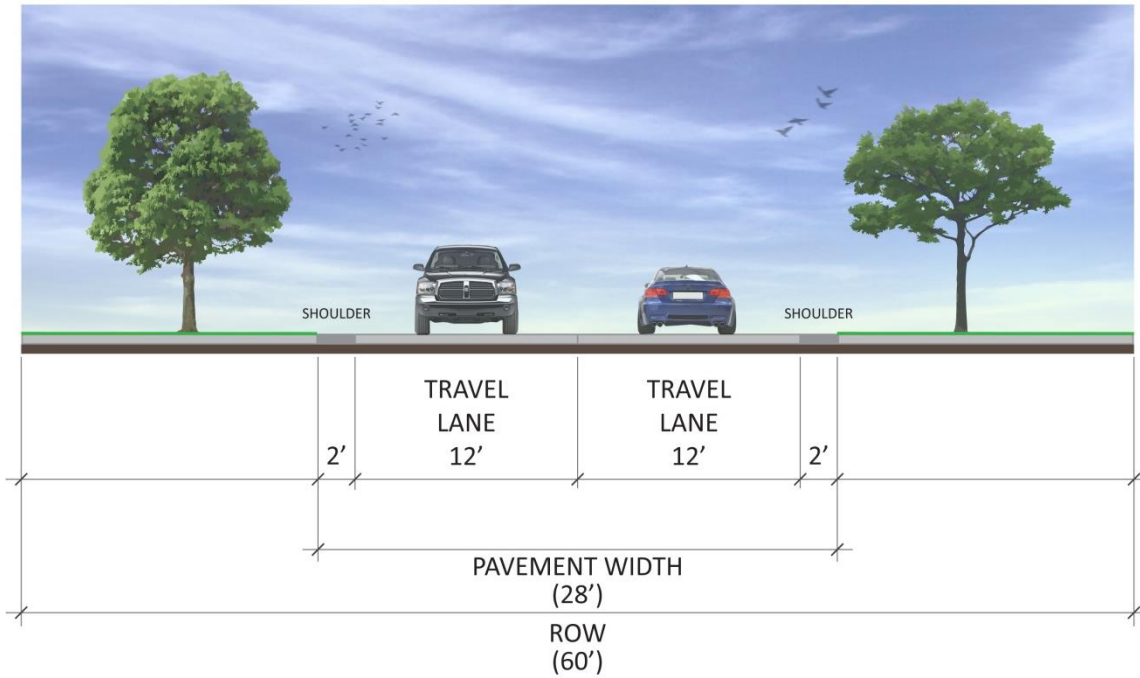 SHOULDER
SHOULDER
TRAVEL
LANE
12’
TRAVEL
LANE
12’
2’
2’
PAVEMENT WIDTH
(28’)
ROW
(60’)